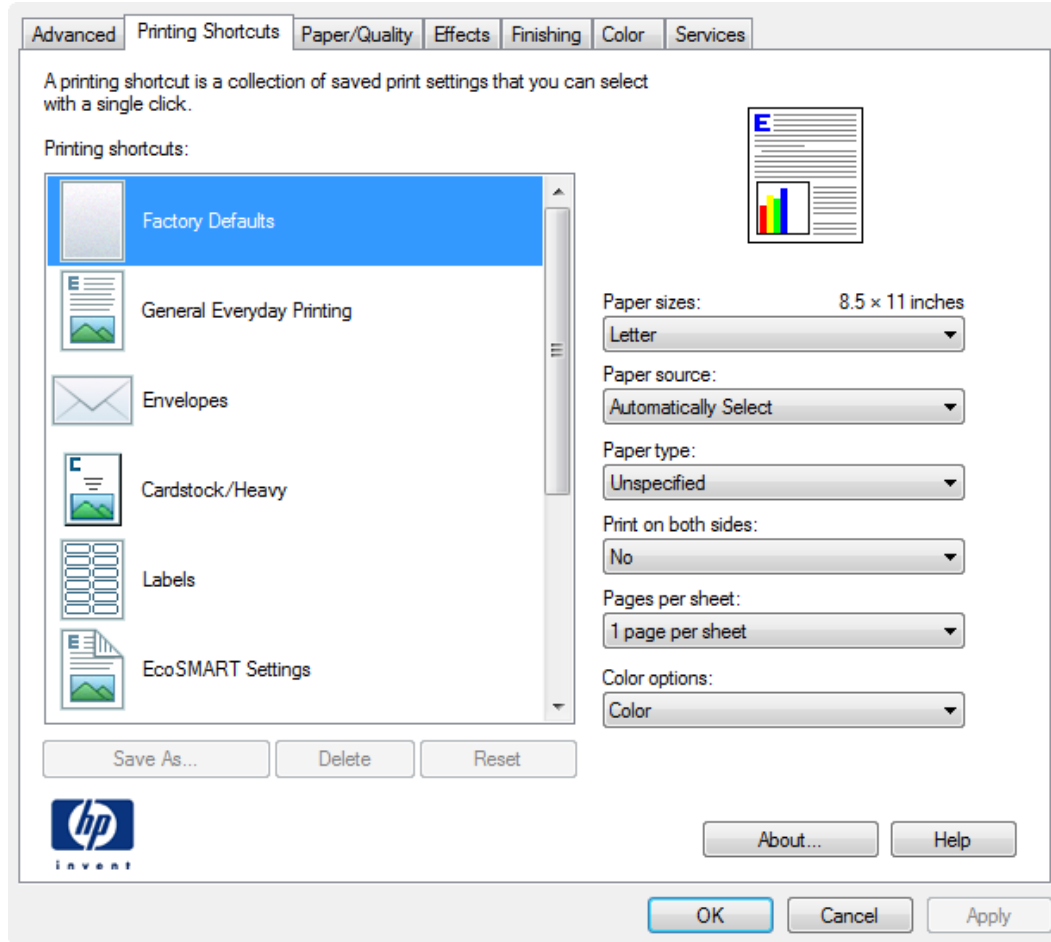 Advanced
Printing Shortcuts
Paper/Quality
Effects
Finishing
Color
Services
A printing shortcut is a collection of saved print settings that you can select
with a single click.
Printing shortcuts:
Factory Defaults
General Everyday Printing
Envelopes
Cardstock/Heavy
Labels
EcoSMART Settings
Save As...
Delete
Reset
E
E
C
E
Paper sizes:
8.5 × 11 inches
Letter
Paper source:
Automatically Select
Paper type:
Unspecified
Print on both sides:
No
Pages per sheet:
1 page per sheet
Color options:
Color
hp
invent
About...
Help
OK
Cancel
Apply